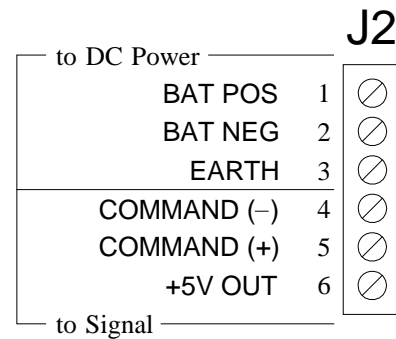 J2
to DC Power
BAT POS 1
BAT NEG 2
EARTH 3
COMMAND (–) 4
COMMAND (+) 5
+5V OUT 6
to Signal